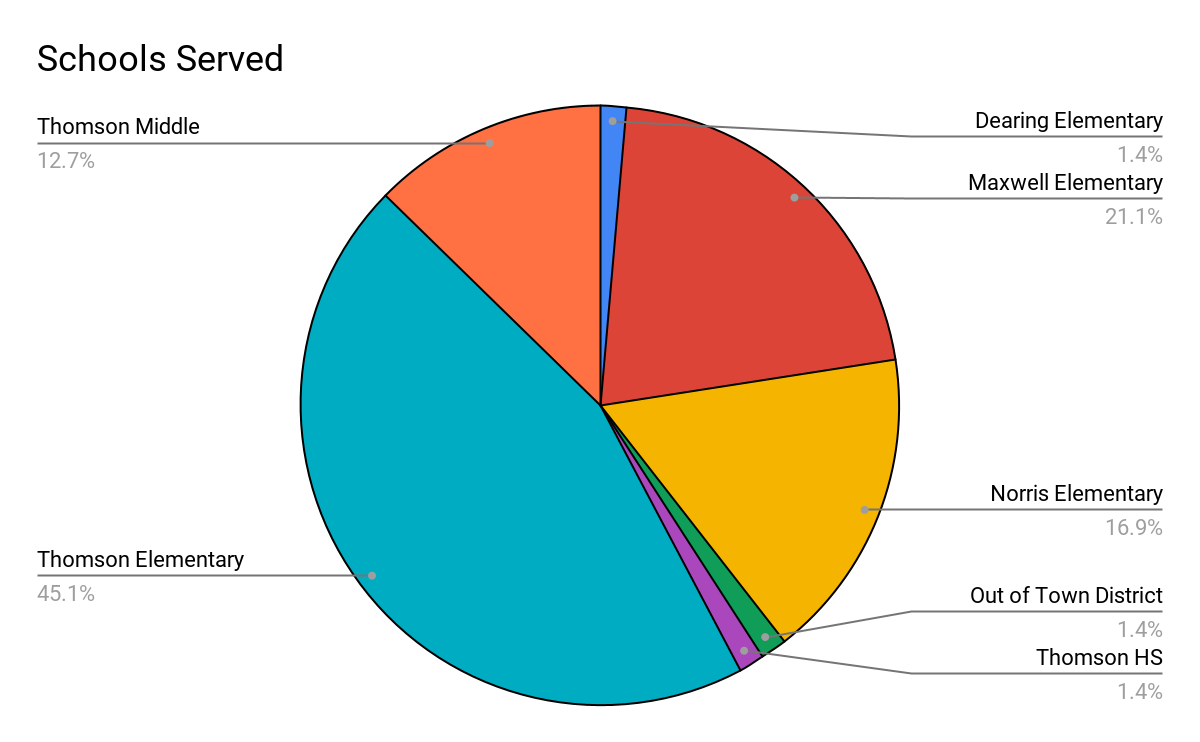 Schools Served
Thomson Middle
12.7%
Thomson Elementary
45.1%
Dearing Elementary
1.4%
Maxwell Elementary
21.1%
Norris Elementary
16.9%
Out of Town District
1.4%
Thomson HS
1.4%